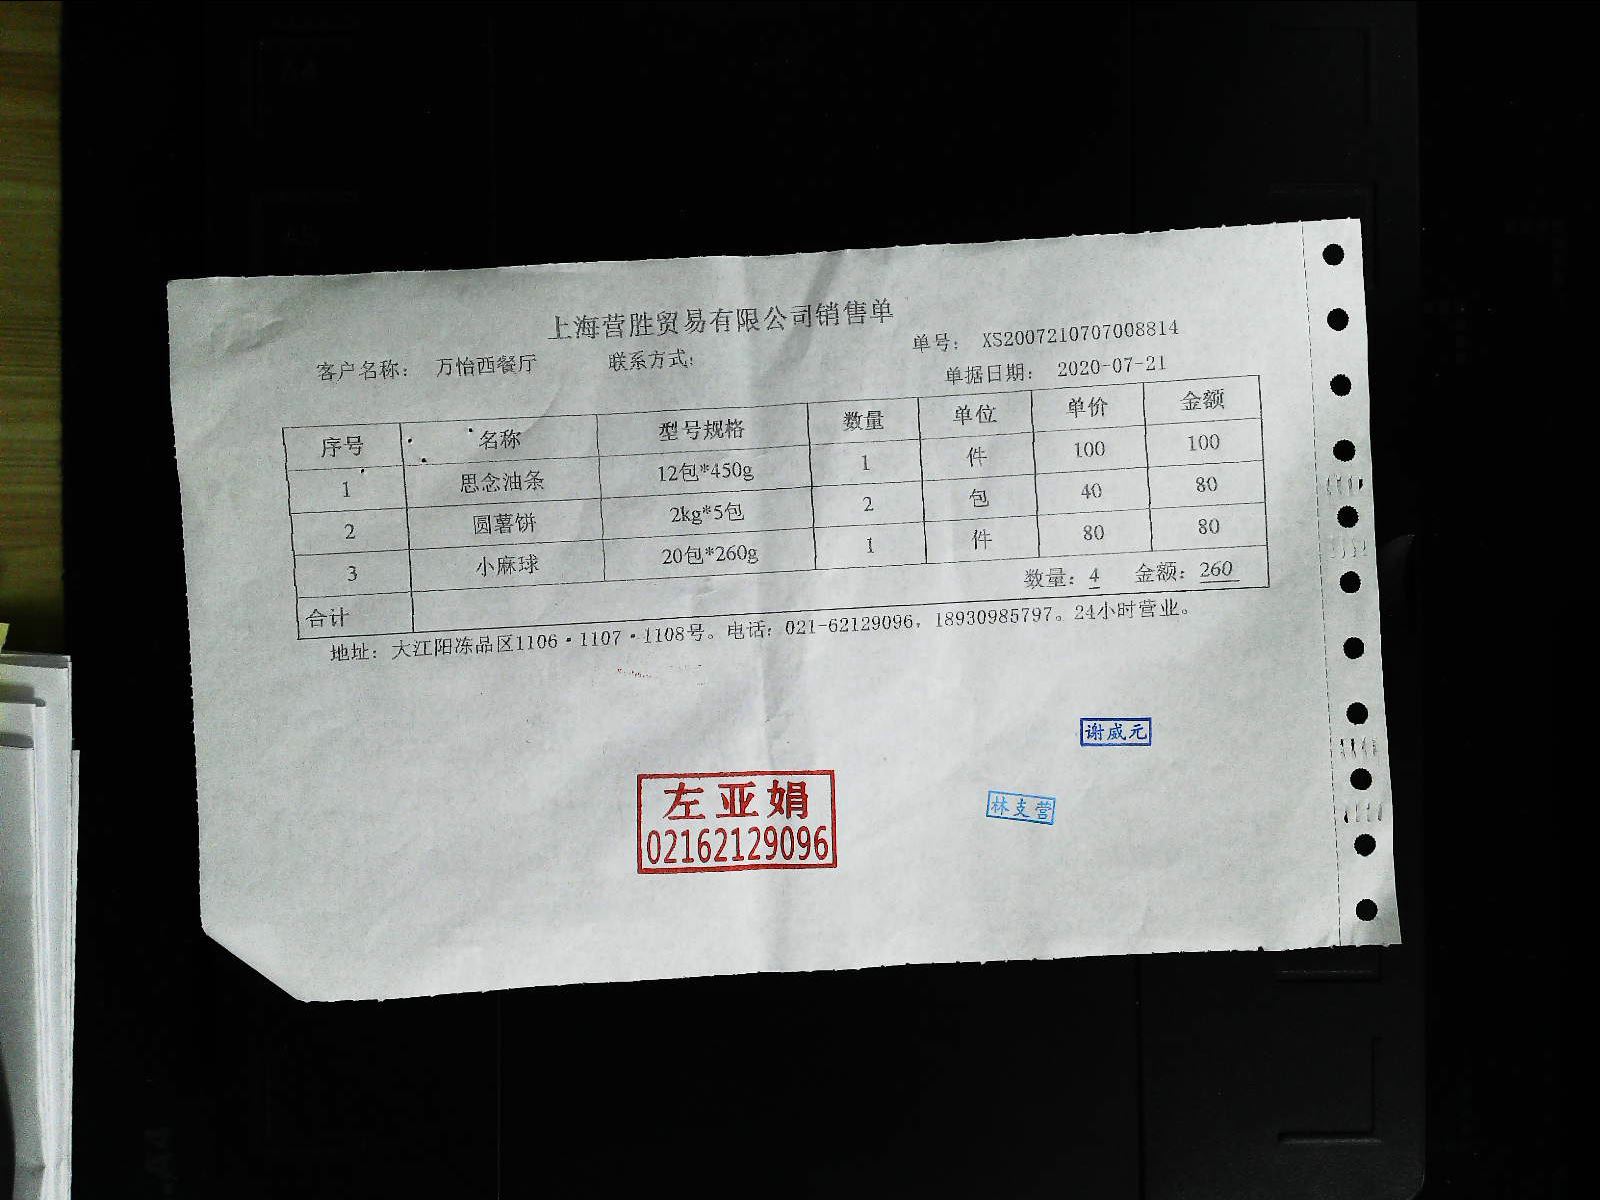 上海营胜贸易有限公司销售单
客户名称： 万怡西餐厅 联系方式： 单号： XS2007210707008814
单据日期： 2020-07-21
序号 名称 型号规格 数量 单位 单价 金额
1 思念油条 12包*450g 1 件 100 100
2 圆薯饼 2kg*5包 2 包 40 80
3 小麻球 20包*260g 1 件 80 80
合计 数量：4 金额：260
地址：大江阳冻品区1106·1107·1108号。电话：021-62129096，18930985797。24小时营业。
谢威元
左亚娟
02162129096
林支营